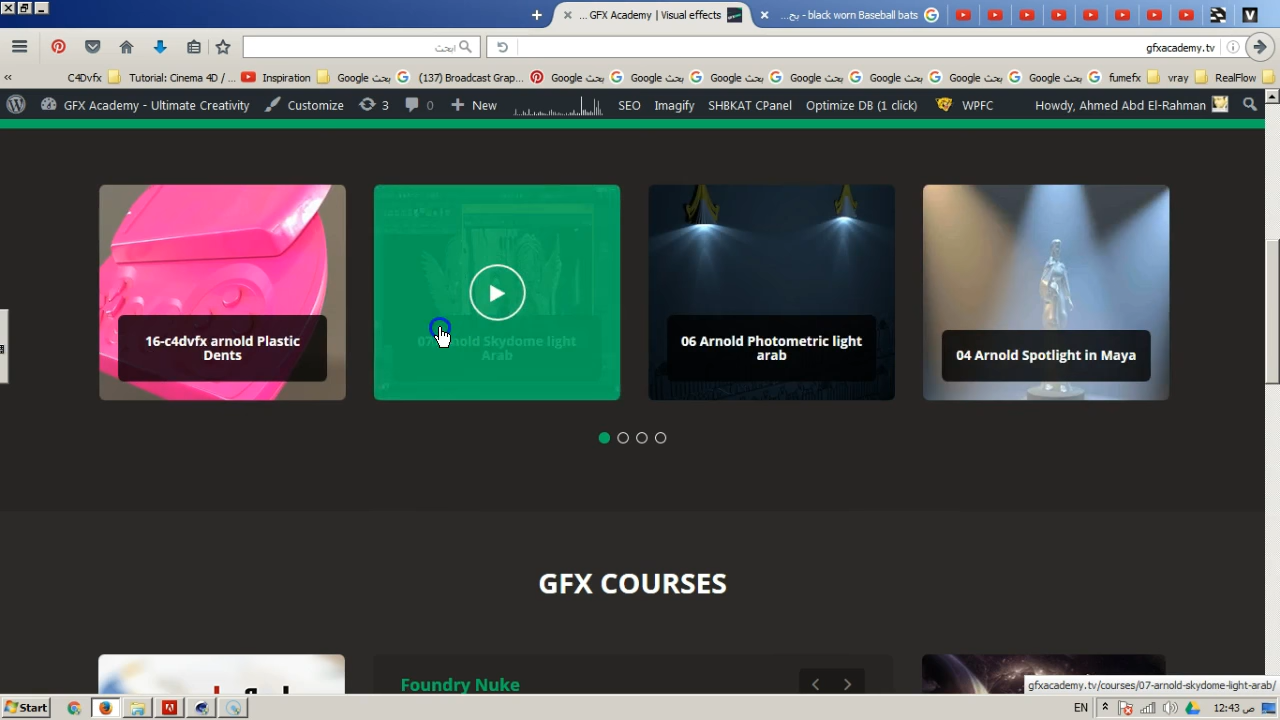 GFX Academy | Visual effects ...
black worn Baseball bats - بح...
ابحث
gfxacademy.tv
C4Dvfx
Tutorial: Cinema 4D / ...
Inspiration
بحث Google
(137) Broadcast Grap...
بحث Google
بحث Google
بحث Google
بحث Google
بحث Google
بحث Google
بحث Google
fumefx
vray
RealFlow
GFX Academy - Ultimate Creativity
Customize
3
0
New
SEO
Imagify
SHBKAT CPanel
Optimize DB (1 click)
WPFC
Howdy, Ahmed Abd El-Rahman
16-c4dvfx arnold Plastic
Dents
07 Arnold Skydome light
Arab
06 Arnold Photometric light
arab
04 Arnold Spotlight in Maya
GFX COURSES
Foundry Nuke
gfxacademy.tv/courses/07-arnold-skydome-light-arab/
Start
EN
12:43 ص